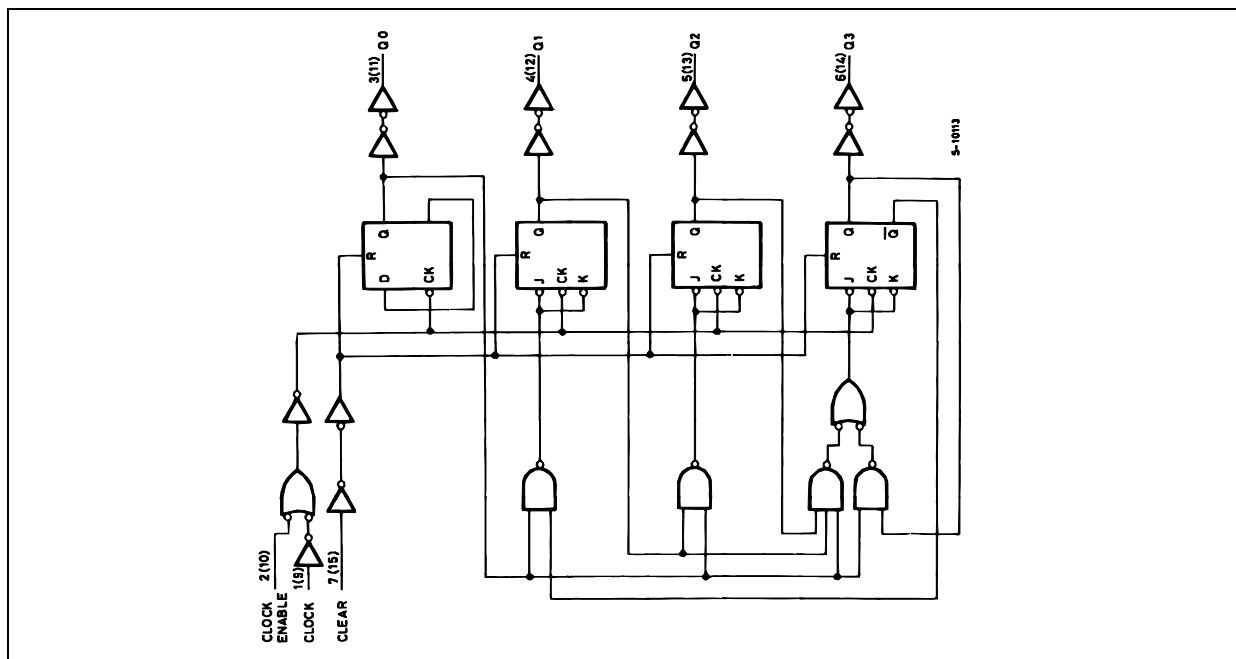 3(11) Q0
4(12) Q1
5(13) Q2
6(14) Q3
S-10113
Q
R
D
CK
Q
R
J
CK
K
Q
R
J
CK
K
Q
Q̅
R
J
CK
K
2(10)
CLOCK
ENABLE
1(9)
CLOCK
7(15)
CLEAR